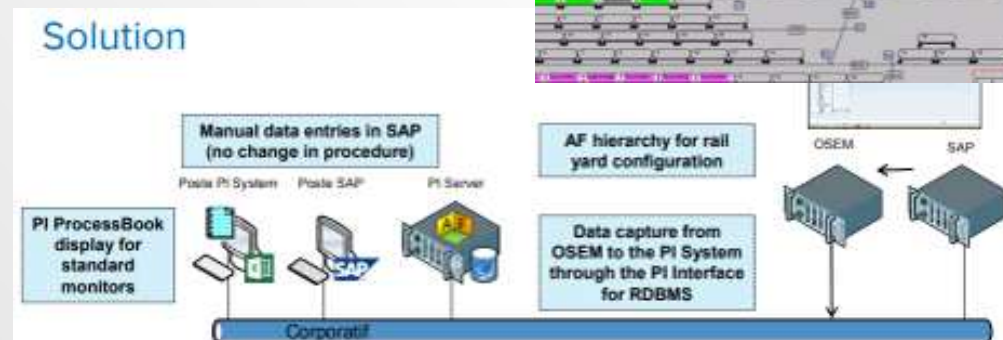 Solution
Manual data entries in SAP
(no change in procedure)
AF hierarchy for rail
yard configuration
OSEM
SAP
Poste PI System
Poste SAP
PI Server
PI ProcessBook
display for
standard
monitors
SAP
Data capture from
OSEM to the PI System
through the PI Interface
for RDBMS
Corporatif